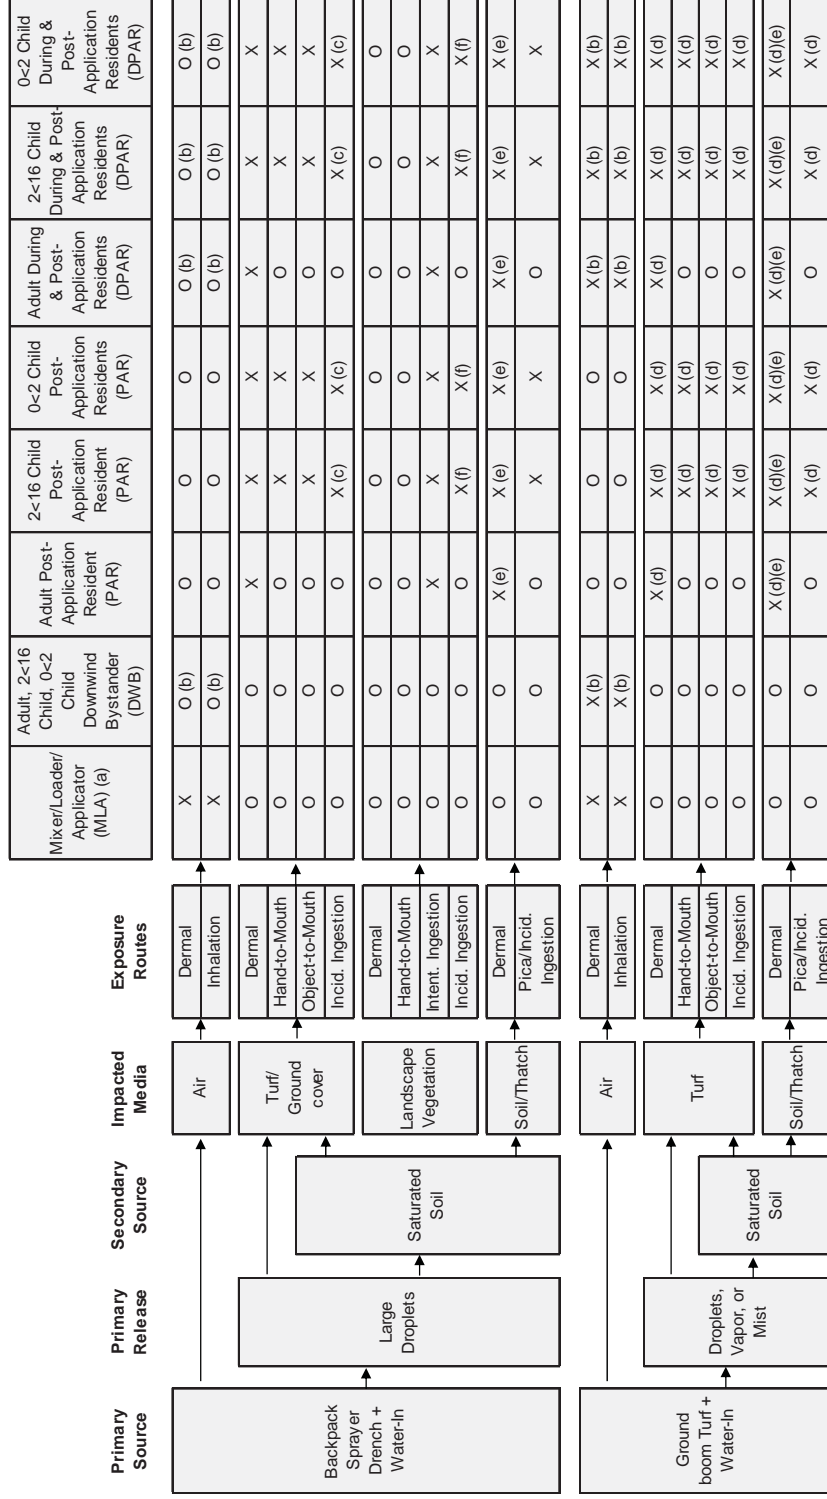 Primary
Source
Primary
Release
Secondary
Source
Impacted
Media
Exposure
Routes
Mixer/Loader/
Applicator
(MLA) (a)
Adult, 2<16
Child, 0<2
Child
Downwind
Bystander
(DWB)
Adult Post-
Application
Resident
(PAR)
2<16 Child
Post-
Application
Resident
(PAR)
0<2 Child
Post-
Application
Residents
(PAR)
Adult During
& Post-
Application
Residents
(DPAR)
2<16 Child
During & Post-
Application
Residents
(DPAR)
0<2 Child
During &
Post-
Application
Residents
(DPAR)
Backpack
Sprayer
Drench +
Water-In
Large
Droplets
Saturated
Soil
Air
Dermal X O (b) O O O O (b) O (b) O (b)
Inhalation X O (b) O O O O (b) O (b) O (b)
Turf/
Ground
cover
Dermal O O X X X X X X
Hand-to-Mouth O O O X X O X X
Object-to-Mouth O O O X X O X X
Incid. Ingestion O O O X (c) X (c) O X (c) X (c)
Landscape
Vegetation
Dermal O O O O O O O O
Hand-to-Mouth O O O O O O O O
Intent. Ingestion O O X X X X X X
Incid. Ingestion O O O X (f) X (f) O X (f) X (f)
Soil/Thatch
Dermal O O X (e) X (e) X (e) X (e) X (e) X (e)
Pica/Incid.
Ingestion O O O X X O X X
Ground
boom Turf +
Water-In
Droplets,
Vapor, or
Mist
Saturated
Soil
Air
Dermal X X (b) O O O X (b) X (b) X (b)
Inhalation X X (b) O O O X (b) X (b) X (b)
Turf
Dermal O O X (d) X (d) X (d) X (d) X (d) X (d)
Hand-to-Mouth O O O X (d) X (d) O X (d) X (d)
Object-to-Mouth O O O X (d) X (d) O X (d) X (d)
Incid. Ingestion O O O X (d) X (d) O X (d) X (d)
Soil/Thatch
Dermal O O X (d)(e) X (d)(e) X (d)(e) X (d)(e) X (d)(e) X (d)(e)
Pica/Incid.
Ingestion O O O X (d) X (d) O X (d) X (d)